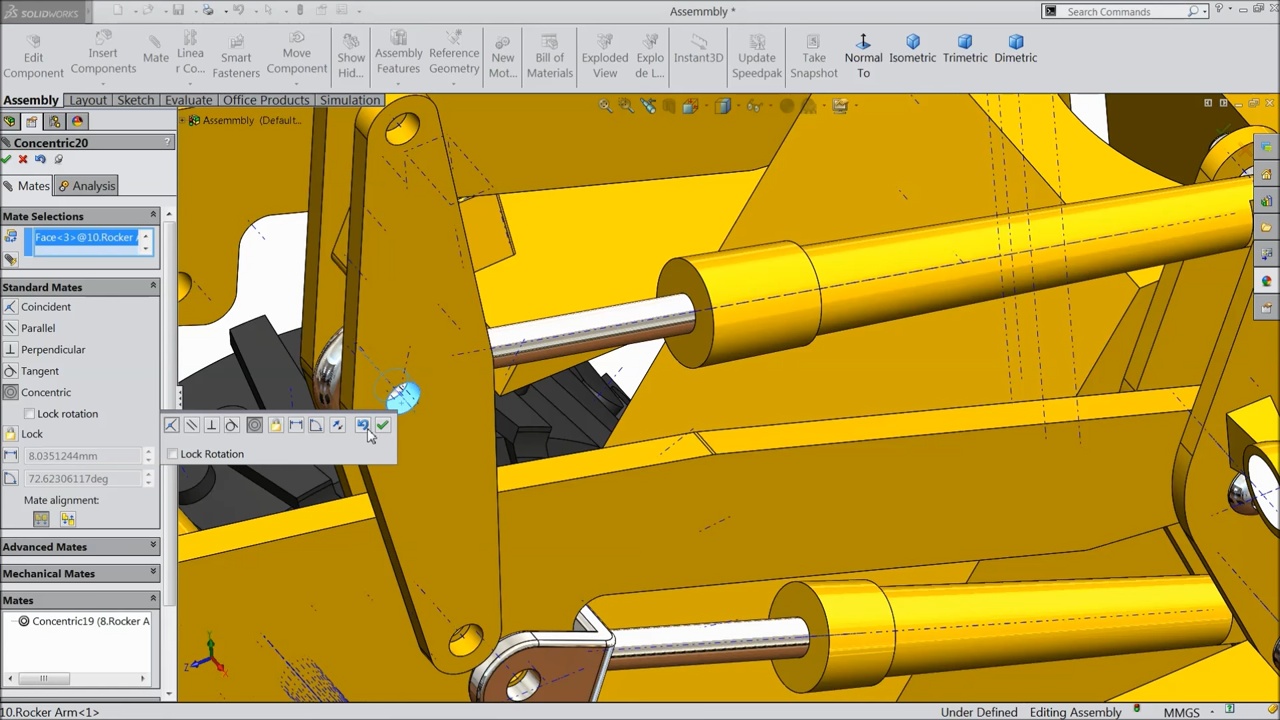 SOLIDWORKS
Assemmbly *
Search Commands
Edit Component
Insert Components
Mate
Linea r Co...
Smart Fasteners
Move Component
Show Hid...
Assembly Features
Reference Geometry
New Mot...
Bill of Materials
Exploded View
Explo de L...
Instant3D
Update Speedpak
Take Snapshot
Normal To
Isometric
Trimetric
Dimetric
Assembly
Layout
Sketch
Evaluate
Office Products
Simulation
Assemmbly (Default...
Concentric20
?
Mates
Analysis
Mate Selections
Face<3>@10.Rocker A
Standard Mates
Coincident
Parallel
Perpendicular
Tangent
Concentric
Lock rotation
Lock
8.0351244mm
72.62306117deg
Mate alignment:
Lock Rotation
Advanced Mates
Mechanical Mates
Mates
Concentric19 (8.Rocker A
Y
Z
X
10.Rocker Arm<1>
Under Defined
Editing Assembly
MMGS